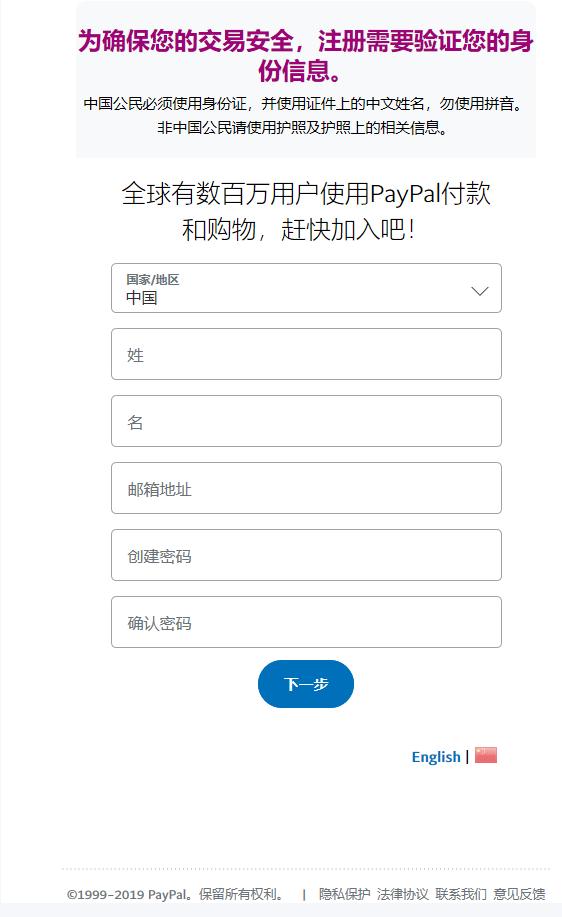 为确保您的交易安全，注册需要验证您的身
份信息。
中国公民必须使用身份证，并使用证件上的中文姓名，勿使用拼音。
非中国公民请使用护照及护照上的相关信息。
全球有数百万用户使用PayPal付款
和购物，赶快加入吧！
国家/地区
中国
姓
名
邮箱地址
创建密码
确认密码
下一步
English |
©1999-2019 PayPal。保留所有权利。 | 隐私保护 法律协议 联系我们 意见反馈